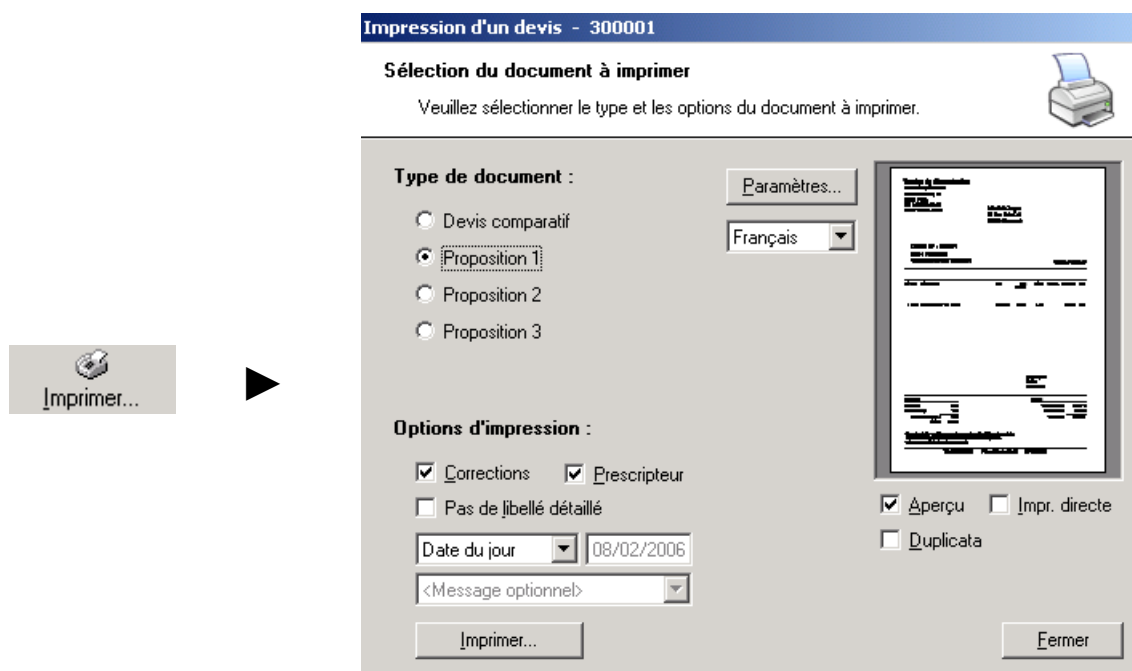 Impression d'un devis - 300001
Sélection du document à imprimer
Veuillez sélectionner le type et les options du document à imprimer.
Type de document :
Paramètres...
Devis comparatif
Français
Proposition 1
Proposition 2
Proposition 3
Imprimer...
Options d'impression :
Corrections Prescripteur
Pas de libellé détaillé
Aperçu Impr. directe
Date du jour 08/02/2006
Duplicata
<Message optionnel>
Imprimer...
Fermer